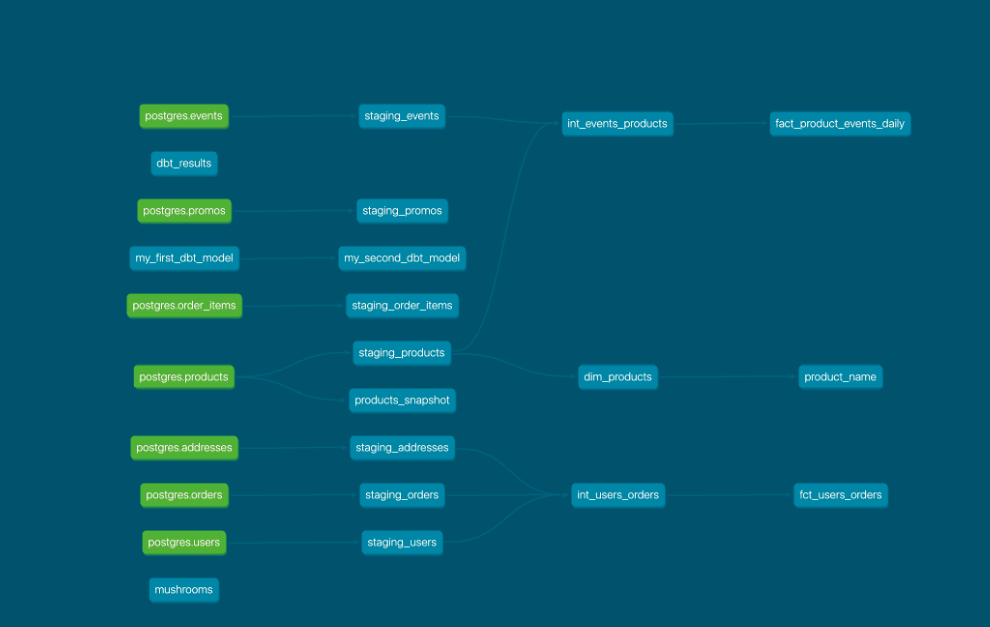 postgres.events
staging_events
int_events_products
fact_product_events_daily
dbt_results
postgres.promos
staging_promos
my_first_dbt_model
my_second_dbt_model
postgres.order_items
staging_order_items
staging_products
postgres.products
dim_products
product_name
products_snapshot
postgres.addresses
staging_addresses
postgres.orders
staging_orders
int_users_orders
fct_users_orders
postgres.users
staging_users
mushrooms